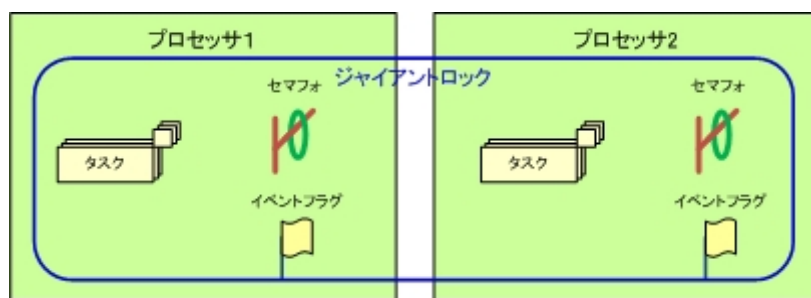 プロセッサ1
プロセッサ2
ジャイアントロック
セマフォ
セマフォ
タスク
タスク
イベントフラグ
イベントフラグ